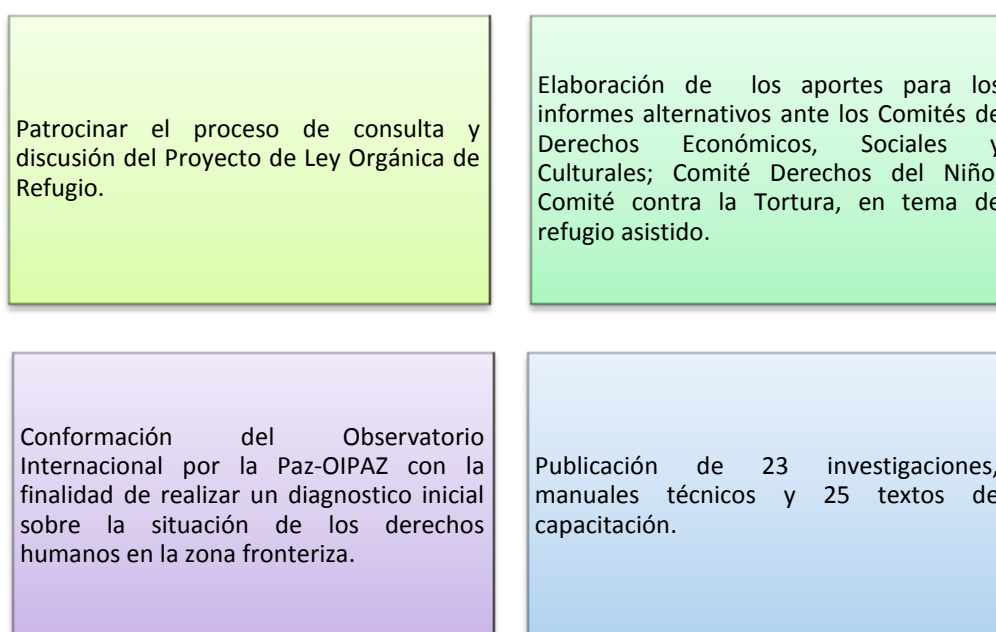 Patrocinar el proceso de consulta y
discusión del Proyecto de Ley Orgánica de
Refugio.
Elaboración de los aportes para los
informes alternativos ante los Comités de
Derechos Económicos, Sociales y
Culturales; Comité Derechos del Niño
Comité contra la Tortura, en tema de
refugio asistido.
Conformación del Observatorio
Internacional por la Paz-OIPAZ con la
finalidad de realizar un diagnostico inicial
sobre la situación de los derechos
humanos en la zona fronteriza.
Publicación de 23 investigaciones,
manuales técnicos y 25 textos de
capacitación.